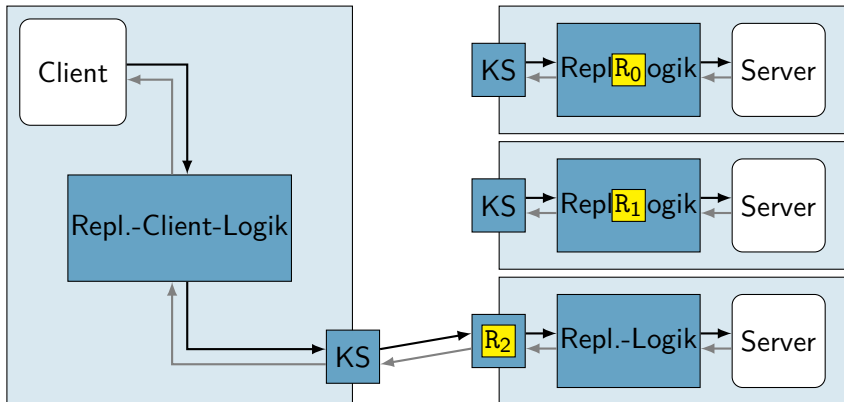 Client
Repl.-Client-Logik
KS
KS
Repl
R0
ogik
Server
KS
Repl
R1
ogik
Server
R2
Repl.-Logik
Server